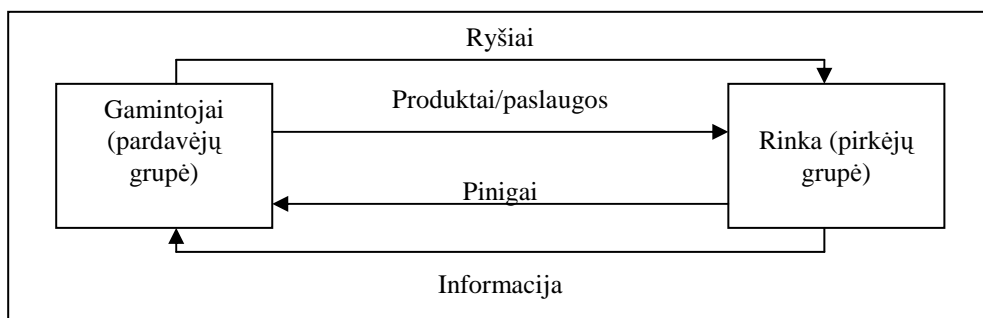 Ryšiai
Gamintojai
(pardavėjų
grupė)
Produktai/paslaugos
Rinka (pirkėjų
grupė)
Pinigai
Informacija